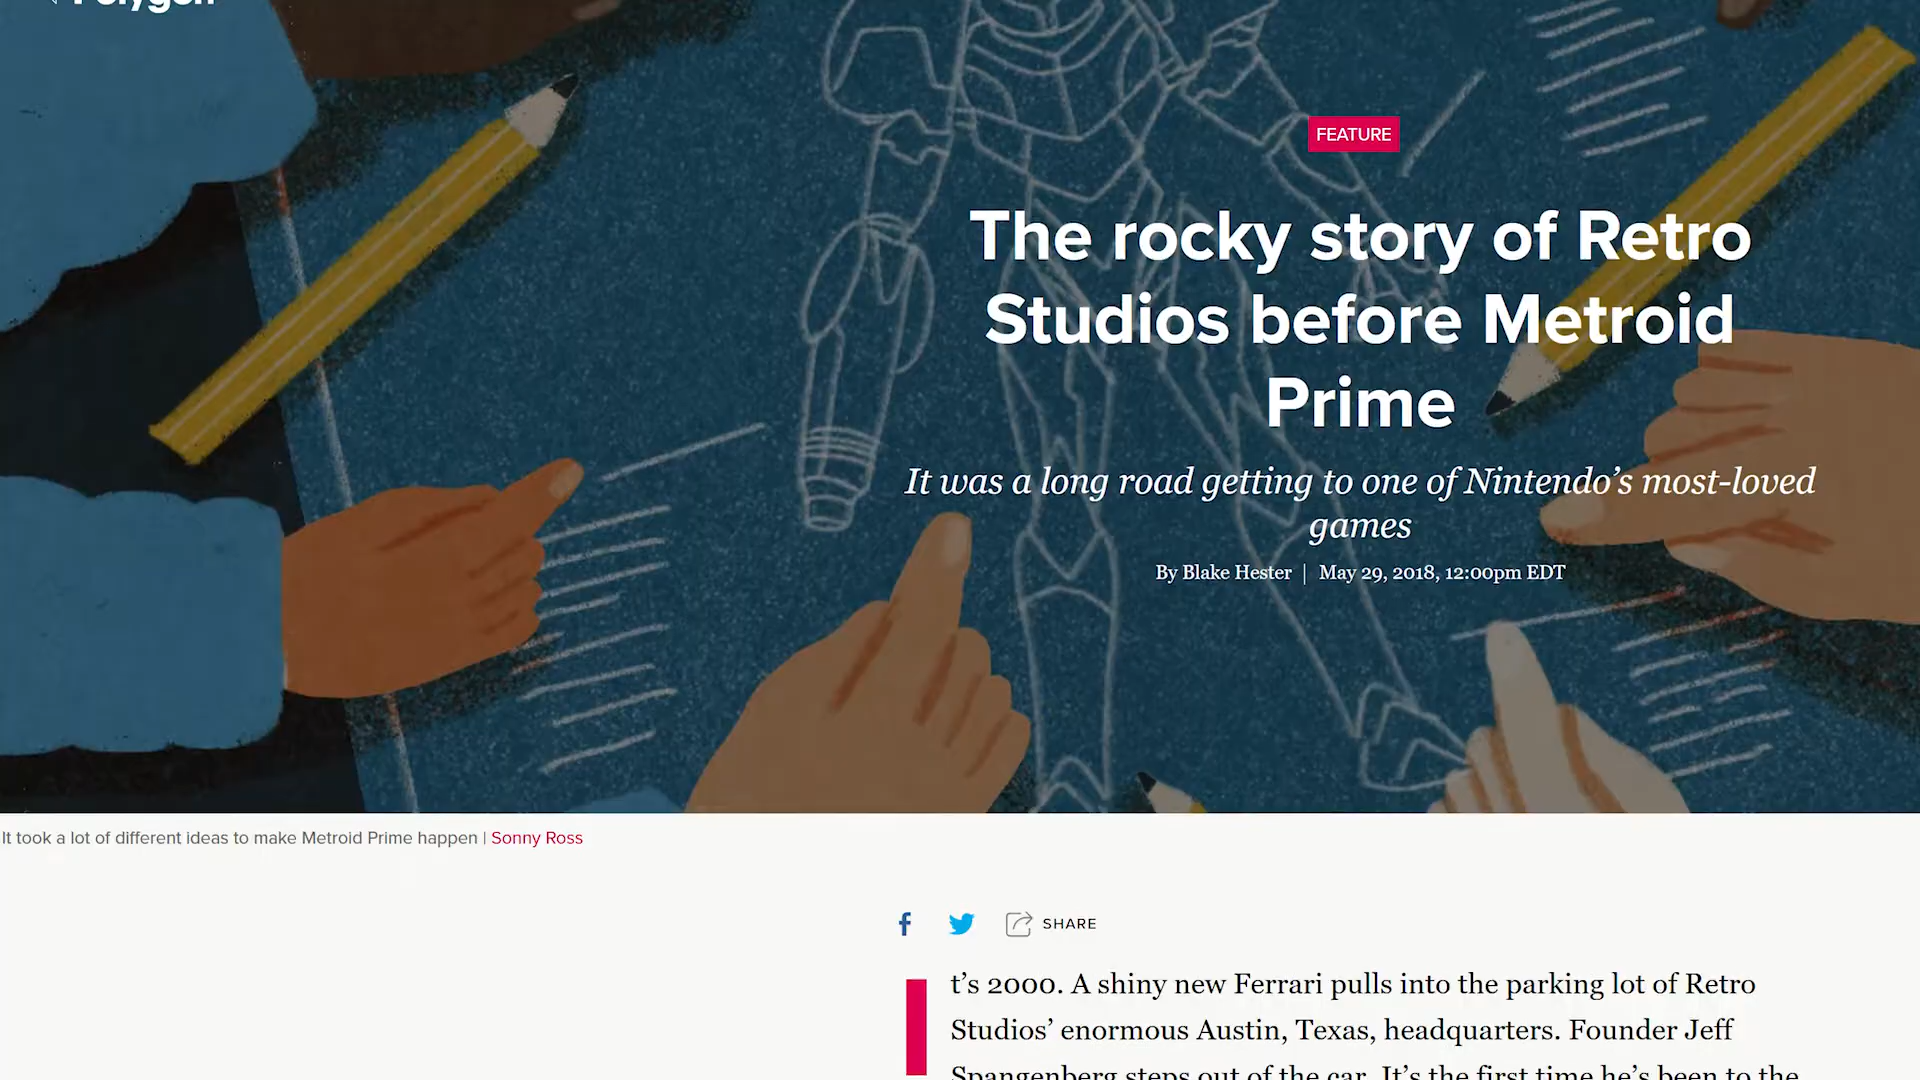 Polygon
FEATURE
The rocky story of Retro
Studios before Metroid
Prime
It was a long road getting to one of Nintendo’s most-loved
games
By Blake Hester | May 29, 2018, 12:00pm EDT
It took a lot of different ideas to make Metroid Prime happen | Sonny Ross
SHARE
It’s 2000. A shiny new Ferrari pulls into the parking lot of Retro
Studios’ enormous Austin, Texas, headquarters. Founder Jeff
Spangenberg steps out of the car. It’s the first time he’s been to the